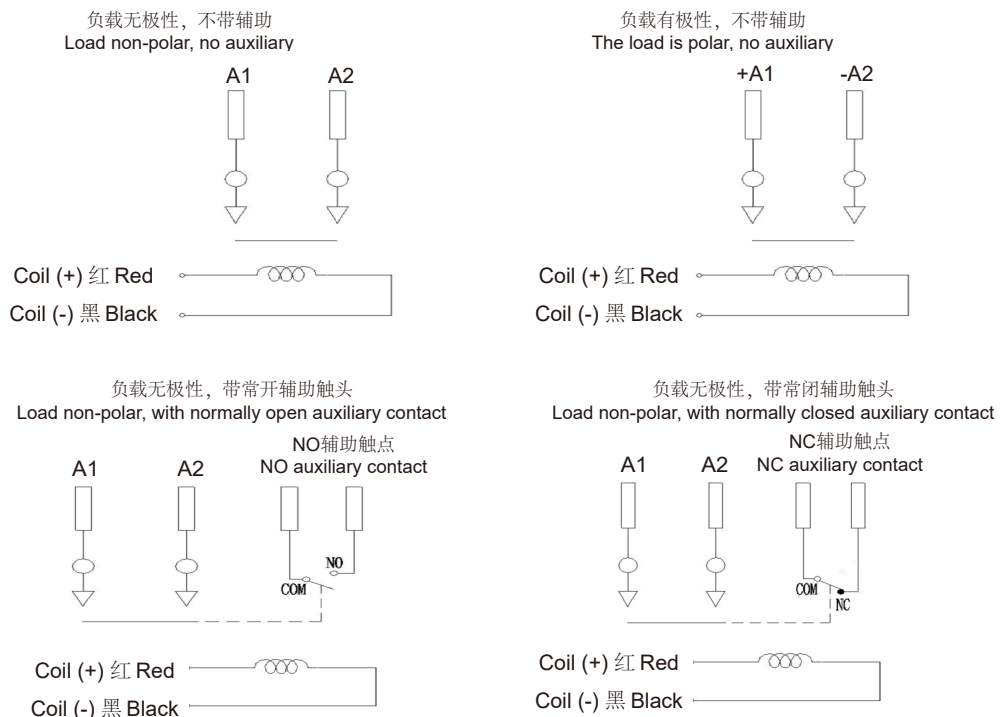 负载无极性，不带辅助
Load non-polar, no auxiliary
A1 A2
Coil (+) 红 Red
Coil (-) 黑 Black
负载有极性，不带辅助
The load is polar, no auxiliary
+A1 -A2
Coil (+) 红 Red
Coil (-) 黑 Black
负载无极性，带常开辅助触头
Load non-polar, with normally open auxiliary contact
NO辅助触点
A1 A2 NO auxiliary contact
NO
COM
Coil (+) 红 Red
Coil (-) 黑 Black
负载无极性，带常闭辅助触头
Load non-polar, with normally closed auxiliary contact
NC辅助触点
A1 A2 NC auxiliary contact
COM
NC
Coil (+) 红 Red
Coil (-) 黑 Black